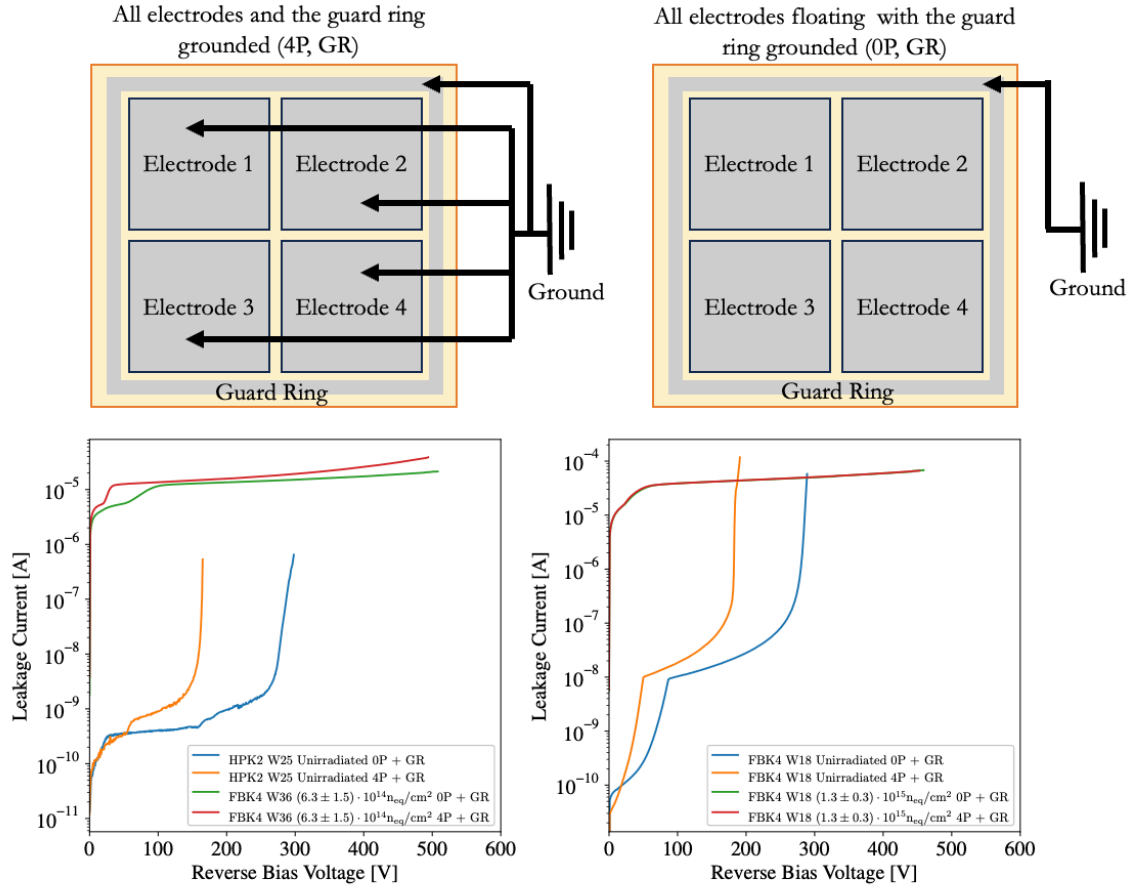 All electrodes and the guard ring
grounded (4P, GR)
Electrode 1
Electrode 2
Electrode 3
Electrode 4
Guard Ring
Ground
All electrodes floating with the guard
ring grounded (0P, GR)
Electrode 1
Electrode 2
Electrode 3
Electrode 4
Guard Ring
Ground
Leakage Current [A]
10⁻⁵
10⁻⁶
10⁻⁷
10⁻⁸
10⁻⁹
10⁻¹⁰
10⁻¹¹
HPK2 W25 Unirradiated 0P + GR
HPK2 W25 Unirradiated 4P + GR
FBK4 W36 (6.3 ± 1.5) · 10¹⁴n_eq/cm² 0P + GR
FBK4 W36 (6.3 ± 1.5) · 10¹⁴n_eq/cm² 4P + GR
0 100 200 300 400 500 600
Reverse Bias Voltage [V]
Leakage Current [A]
10⁻⁴
10⁻⁵
10⁻⁶
10⁻⁷
10⁻⁸
10⁻⁹
10⁻¹⁰
FBK4 W18 Unirradiated 0P + GR
FBK4 W18 Unirradiated 4P + GR
FBK4 W18 (1.3 ± 0.3) · 10¹⁵n_eq/cm² 0P + GR
FBK4 W18 (1.3 ± 0.3) · 10¹⁵n_eq/cm² 4P + GR
0 100 200 300 400 500 600
Reverse Bias Voltage [V]